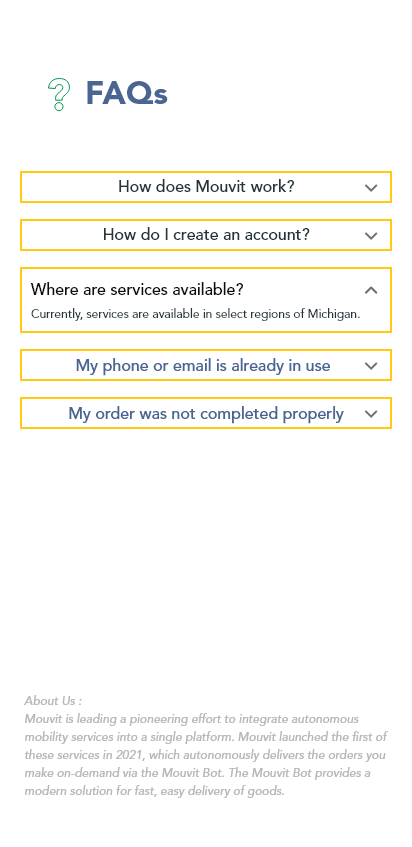 FAQs
How does Mouvit work?
How do I create an account?
Where are services available?
Currently, services are available in select regions of Michigan.
My phone or email is already in use
My order was not completed properly
About Us :
Mouvit is leading a pioneering effort to integrate autonomous
mobility services into a single platform. Mouvit launched the first of
these services in 2021, which autonomously delivers the orders you
make on-demand via the Mouvit Bot. The Mouvit Bot provides a
modern solution for fast, easy delivery of goods.